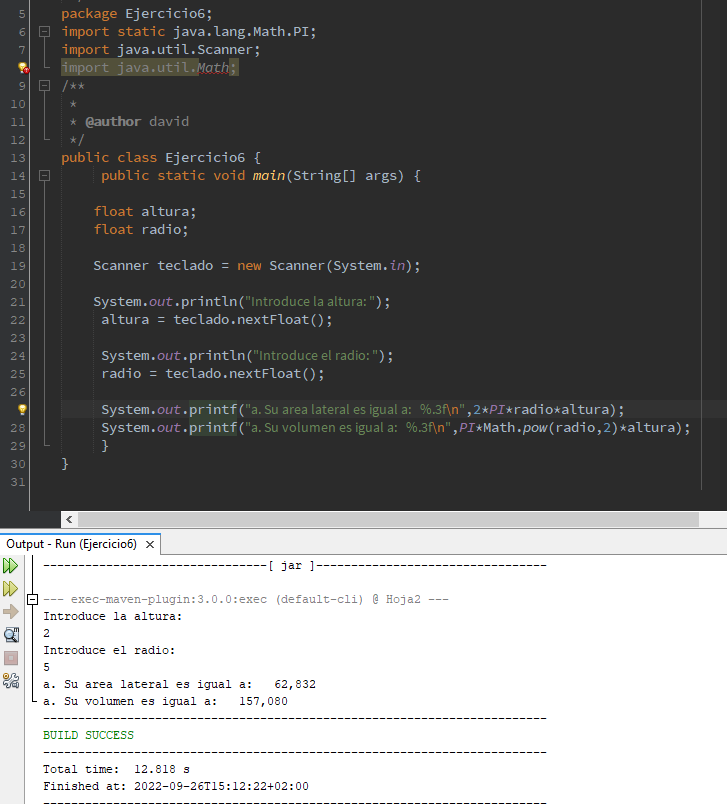 5 package Ejercicio6;
6 import static java.lang.Math.PI;
7 import java.util.Scanner;
import java.util.Math;
9 /**
10 *
11 * @author david
12 */
13 public class Ejercicio6 {
14 public static void main(String[] args) {
15
16 float altura;
17 float radio;
18
19 Scanner teclado = new Scanner(System.in);
20
21 System.out.println("Introduce la altura: ");
22 altura = teclado.nextFloat();
23
24 System.out.println("Introduce el radio: ");
25 radio = teclado.nextFloat();
26
System.out.printf("a. Su area lateral es igual a:  %.3f\n",2*PI*radio*altura);
28 System.out.printf("a. Su volumen es igual a:  %.3f\n",PI*Math.pow(radio,2)*altura);
29 }
30 }
31
Output - Run (Ejercicio6)
--------------------------------[ jar ]---------------------------------
--- exec-maven-plugin:3.0.0:exec (default-cli) @ Hoja2 ---
Introduce la altura:
2
Introduce el radio:
5
a. Su area lateral es igual a:   62,832
a. Su volumen es igual a:   157,080
------------------------------------------------------------------------
BUILD SUCCESS
------------------------------------------------------------------------
Total time:  12.818 s
Finished at: 2022-09-26T15:12:22+02:00
------------------------------------------------------------------------